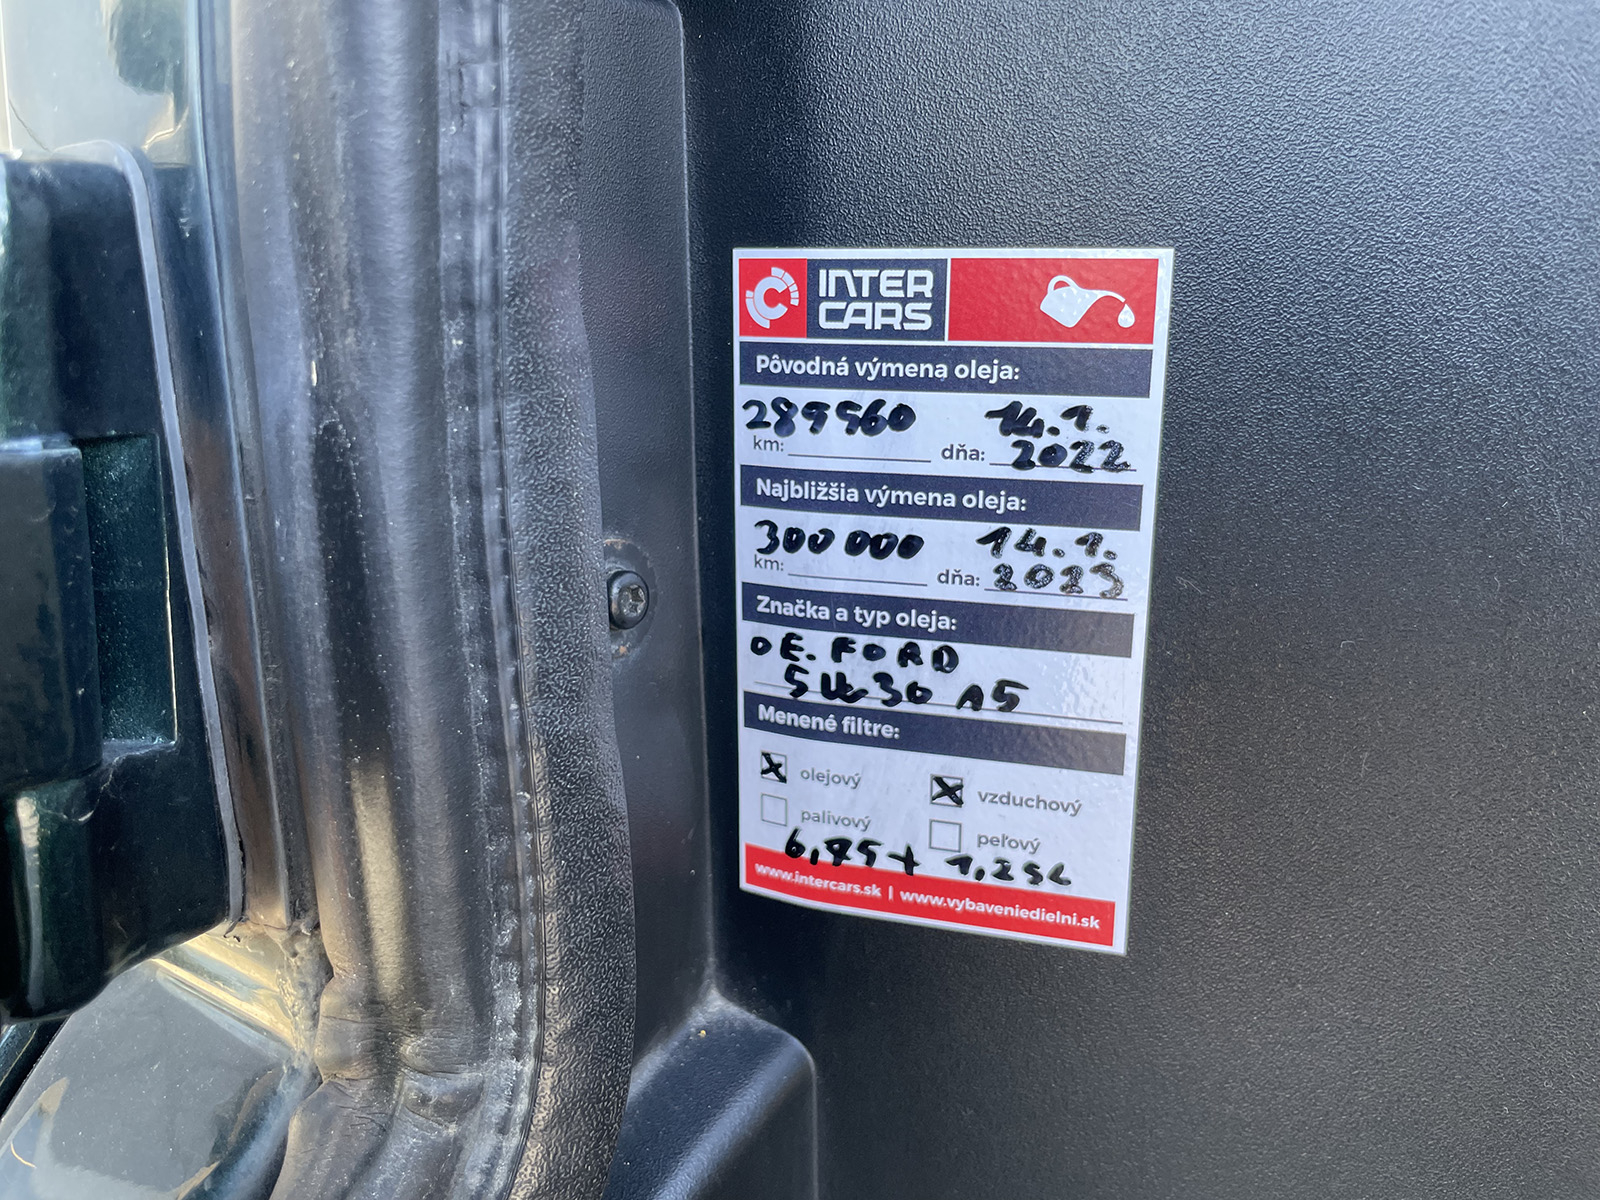 INTER
CARS
Pôvodná výmena oleja:
289560 14.1.
km: dňa: 2022
Najbližšia výmena oleja:
300 000 14.1.
km: dňa: 2023
Značka a typ oleja:
OE. FORD
5W30 A5
Menené filtre:
olejový vzduchový
palivový peľový
6,75 + 1,25L
www.intercars.sk | www.vybaveniedielni.sk